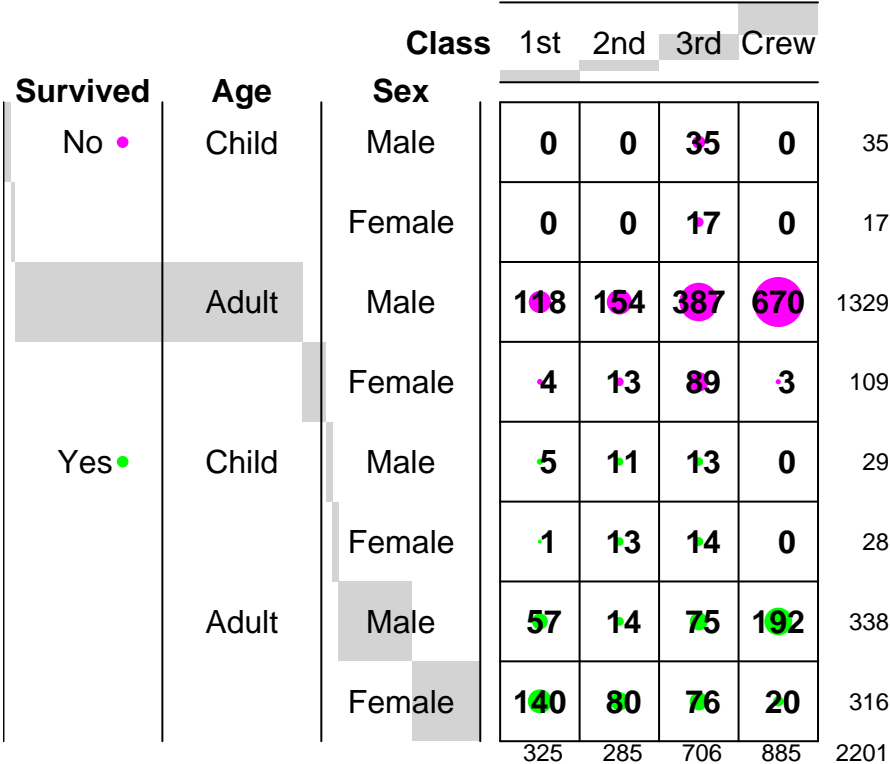 Class 1st 2nd 3rd Crew
Survived Age Sex
No Child Male 0 0 35 0 35
Female 0 0 17 0 17
Adult Male 118 154 387 670 1329
Female 4 13 89 3 109
Yes Child Male 5 11 13 0 29
Female 1 13 14 0 28
Adult Male 57 14 75 192 338
Female 140 80 76 20 316
325 285 706 885 2201